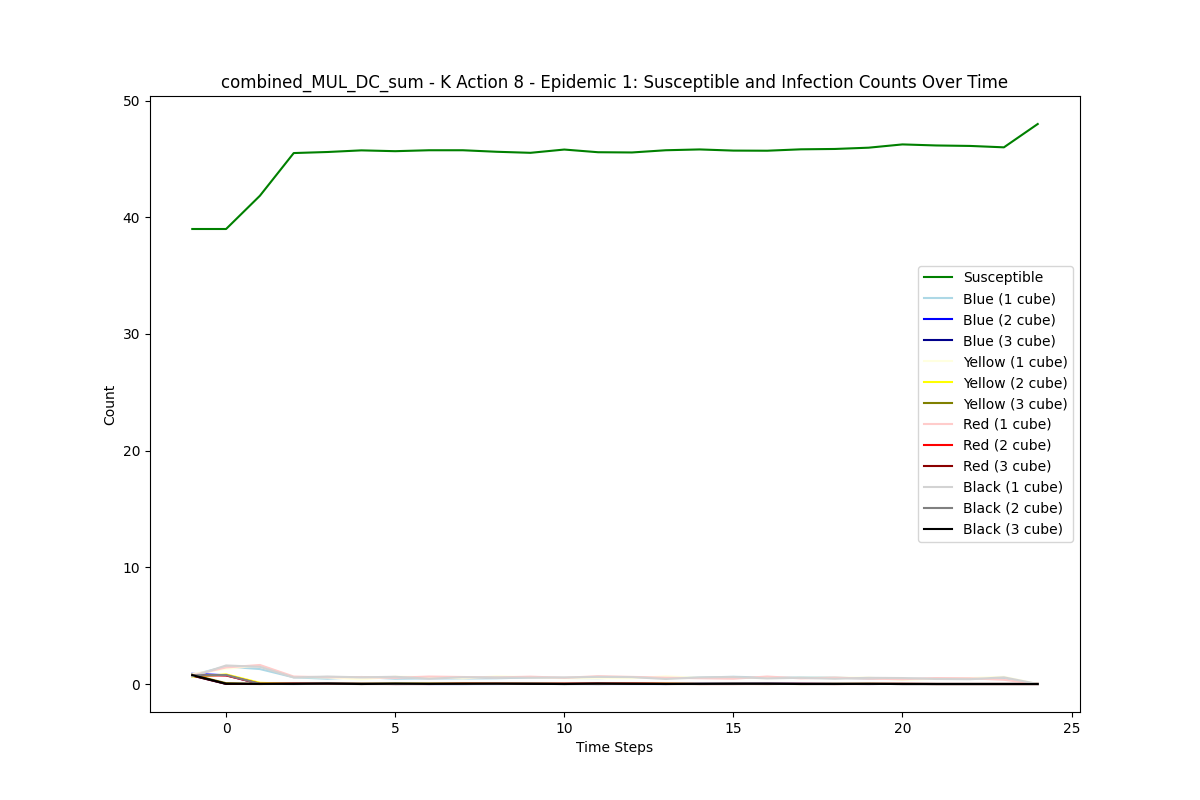 combined_MUL_DC_sum - K Action 8 - Epidemic 1: Susceptible and Infection Counts Over Time
50
40
30
20
10
0
Count
Susceptible
Blue (1 cube)
Blue (2 cube)
Blue (3 cube)
Yellow (1 cube)
Yellow (2 cube)
Yellow (3 cube)
Red (1 cube)
Red (2 cube)
Red (3 cube)
Black (1 cube)
Black (2 cube)
Black (3 cube)
0 5 10 15 20 25
Time Steps